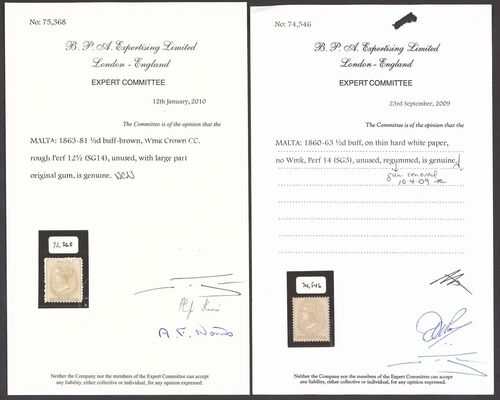 No: 75,368
B. P. A. Expertising Limited
London - England
EXPERT COMMITTEE
12th January, 2010
The Committee is of the opinion that the
MALTA: 1863-81 ½d buff-brown, Wmk Crown CC.
rough Perf 12½ (SG14), unused, with large part
original gum, is genuine.
75,368
Neither the Company nor the members of the Expert Committee can accept
any liability, either collective or individual, for any opinion expressed.
No: 74,546
B. P. A. Expertising Limited
London - England
EXPERT COMMITTEE
23rd September, 2009
The Committee is of the opinion that the
MALTA: 1860-63 ½d buff, on thin hard white paper,
no Wmk, Perf 14 (SG3), unused, regummed, is genuine
gum removed
10.4.09
74,546
Neither the Company nor the members of the Expert Committee can accept
any liability, either collective or individual, for any opinion expressed.